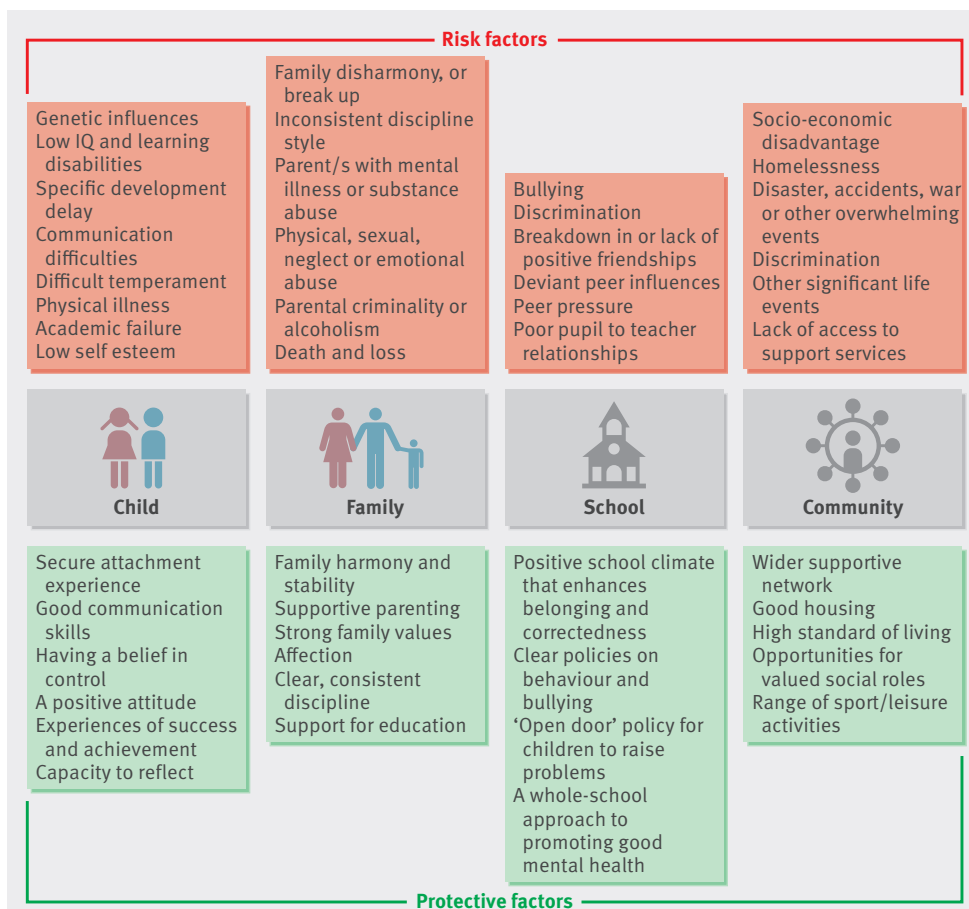 Risk factors
Genetic influences
Low IQ and learning
disabilities
Specific development
delay
Communication
difficulties
Difficult temperament
Physical illness
Academic failure
Low self esteem
Family disharmony, or
break up
Inconsistent discipline
style
Parent/s with mental
illness or substance
abuse
Physical, sexual,
neglect or emotional
abuse
Parental criminality or
alcoholism
Death and loss
Bullying
Discrimination
Breakdown in or lack of
positive friendships
Deviant peer influences
Peer pressure
Poor pupil to teacher
relationships
Socio-economic
disadvantage
Homelessness
Disaster, accidents, war
or other overwhelming
events
Discrimination
Other significant life
events
Lack of access to
support services
Child
Family
School
Community
Secure attachment
experience
Good communication
skills
Having a belief in
control
A positive attitude
Experiences of success
and achievement
Capacity to reflect
Family harmony and
stability
Supportive parenting
Strong family values
Affection
Clear, consistent
discipline
Support for education
Positive school climate
that enhances
belonging and
correctedness
Clear policies on
behaviour and
bullying
‘Open door’ policy for
children to raise
problems
A whole-school
approach to
promoting good
mental health
Wider supportive
network
Good housing
High standard of living
Opportunities for
valued social roles
Range of sport/leisure
activities
Protective factors